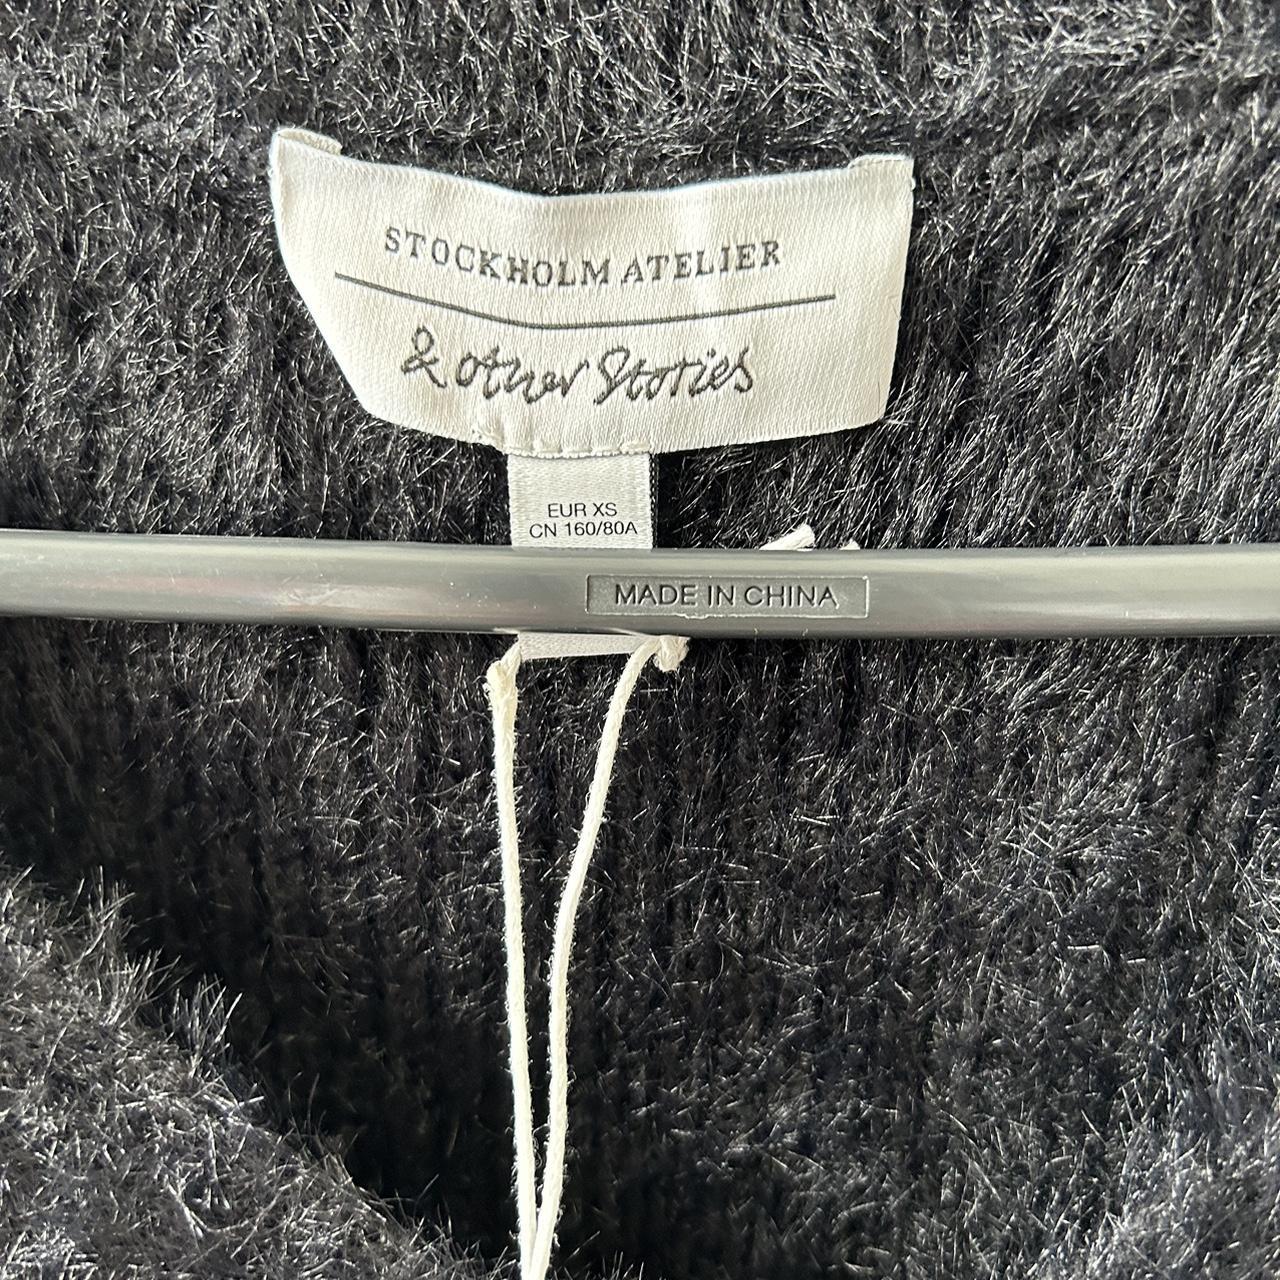 STOCKHOLM ATELIER
& other Stories
EUR XS
CN 160/80A
MADE IN CHINA